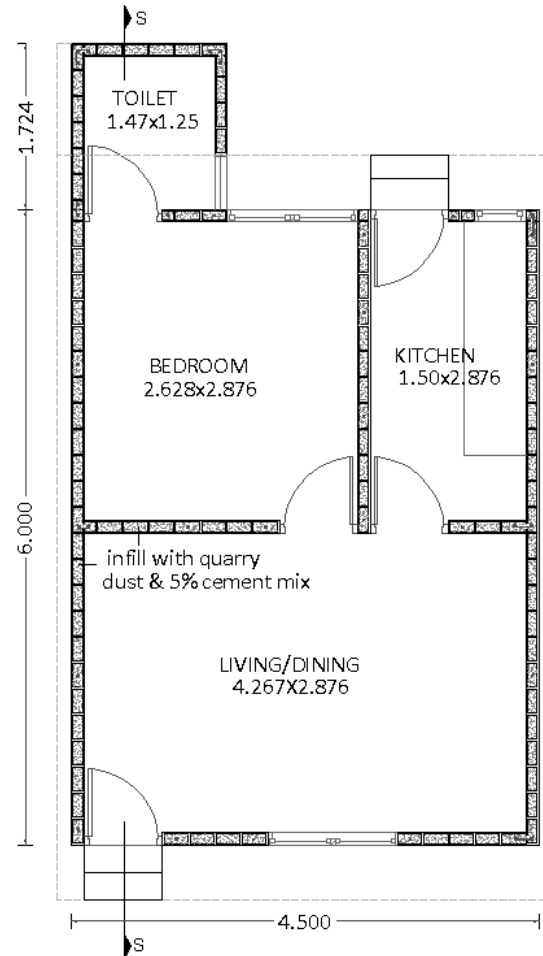 S
TOILET
1.47x1.25
1.724
BEDROOM
2.628x2.876
KITCHEN
1.50x2.876
6.000
infill with quarry
dust & 5% cement mix
LIVING/DINING
4.267X2.876
4.500
S